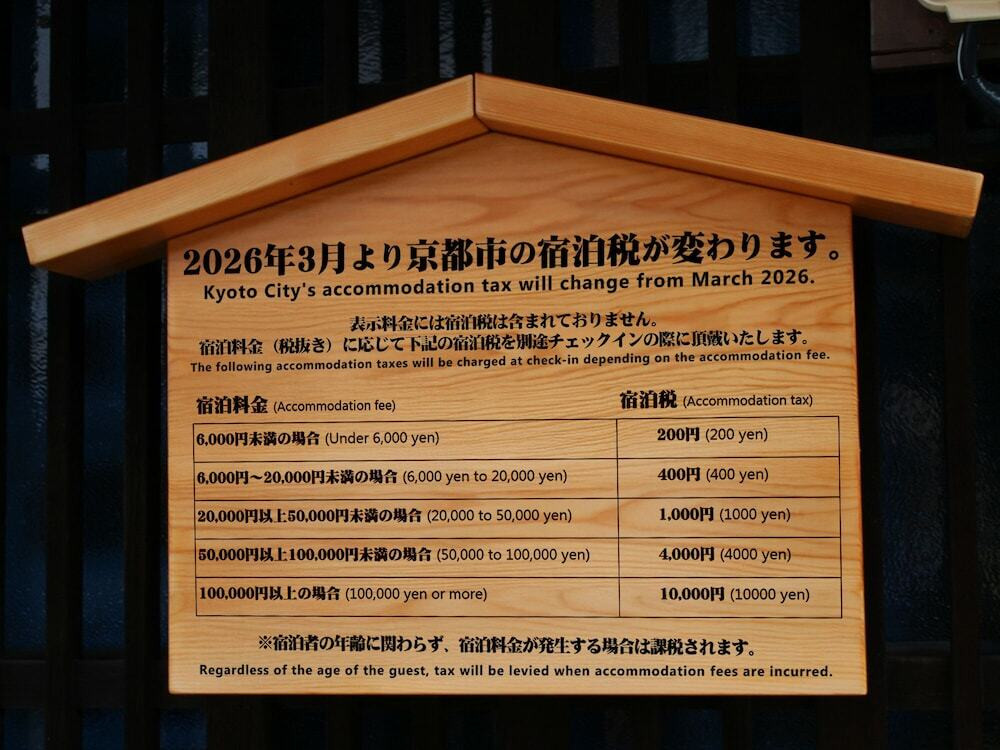 2026年3月より京都市の宿泊税が変わります。
Kyoto City's accommodation tax will change from March 2026.
表示料金には宿泊税は含まれておりません。
宿泊料金（税抜き）に応じて下記の宿泊税を別途チェックインの際に頂戴いたします。
The following accommodation taxes will be charged at check-in depending on the accommodation fee.
宿泊料金 (Accommodation fee) 宿泊税 (Accommodation tax)
6,000円未満の場合 (Under 6,000 yen) 200円 (200 yen)
6,000円～20,000円未満の場合 (6,000 yen to 20,000 yen) 400円 (400 yen)
20,000円以上50,000円未満の場合 (20,000 to 50,000 yen) 1,000円 (1000 yen)
50,000円以上100,000円未満の場合 (50,000 to 100,000 yen) 4,000円 (4000 yen)
100,000円以上の場合 (100,000 yen or more) 10,000円 (10000 yen)
※宿泊者の年齢に関わらず、宿泊料金が発生する場合は課税されます。
Regardless of the age of the guest, tax will be levied when accommodation fees are incurred.